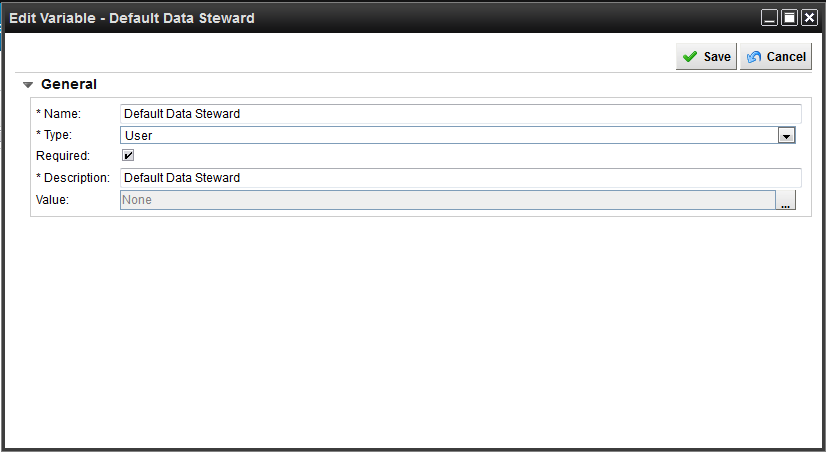 Edit Variable - Default Data Steward
Save Cancel
General
* Name: Default Data Steward
* Type: User
Required:
* Description: Default Data Steward
Value: None ...